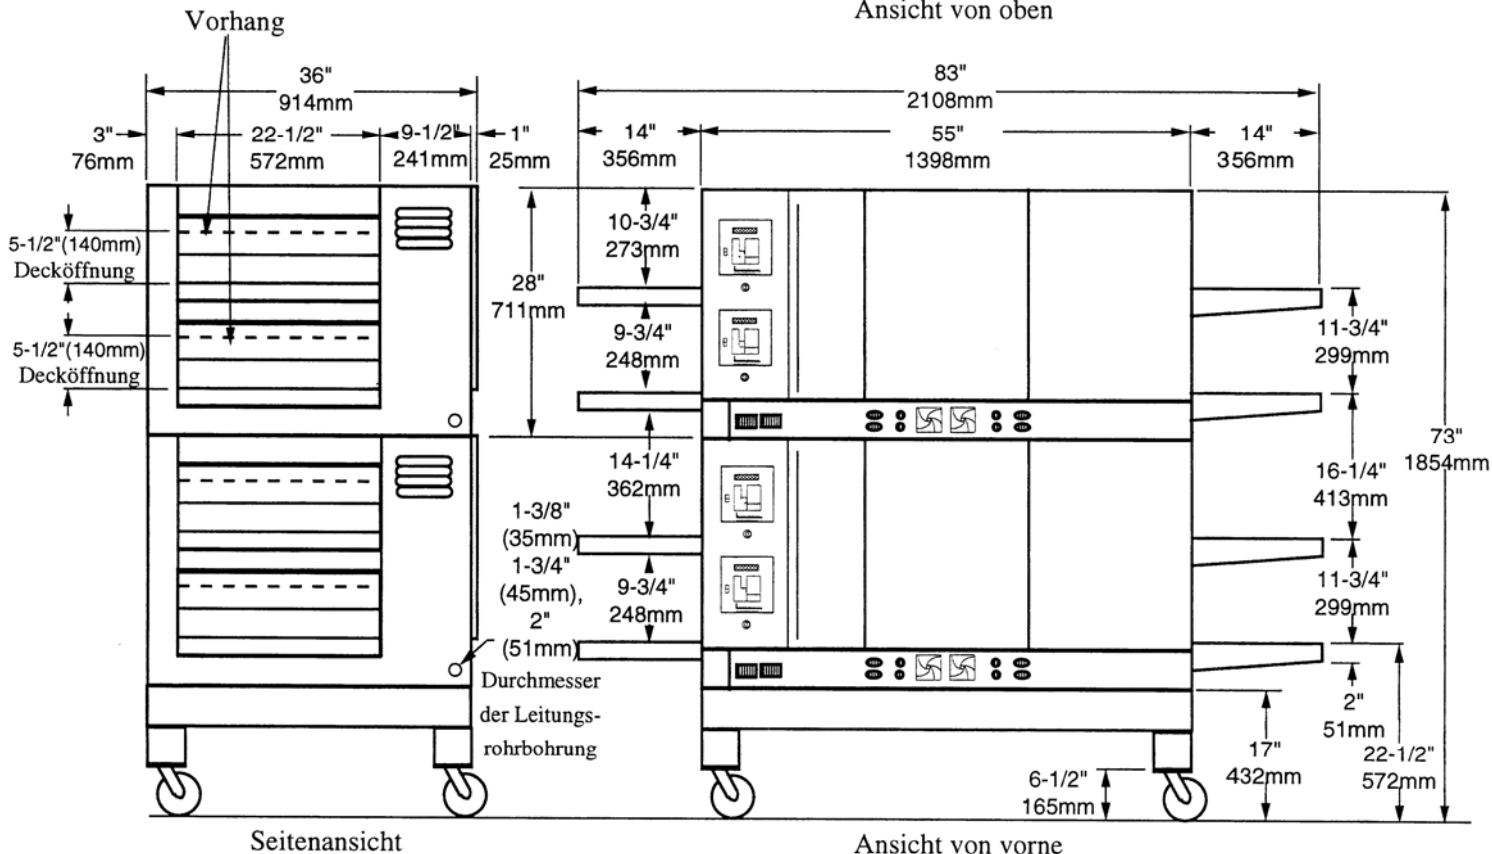 Ansicht von oben
Vorhang
36"
914mm
3"
76mm
22-1/2"
572mm
9-1/2"
241mm
1"
25mm
5-1/2"(140mm)
Decköffnung
5-1/2"(140mm)
Decköffnung
83"
2108mm
14"
356mm
55"
1398mm
14"
356mm
10-3/4"
273mm
28"
711mm
9-3/4"
248mm
14-1/4"
362mm
1-3/8"
(35mm)
1-3/4"
(45mm),
2"
(51mm)
Durchmesser
der Leitungs-
rohrbohrung
9-3/4"
248mm
11-3/4"
299mm
16-1/4"
413mm
11-3/4"
299mm
73"
1854mm
2"
51mm
22-1/2"
572mm
17"
432mm
6-1/2"
165mm
Seitenansicht
Ansicht von vorne